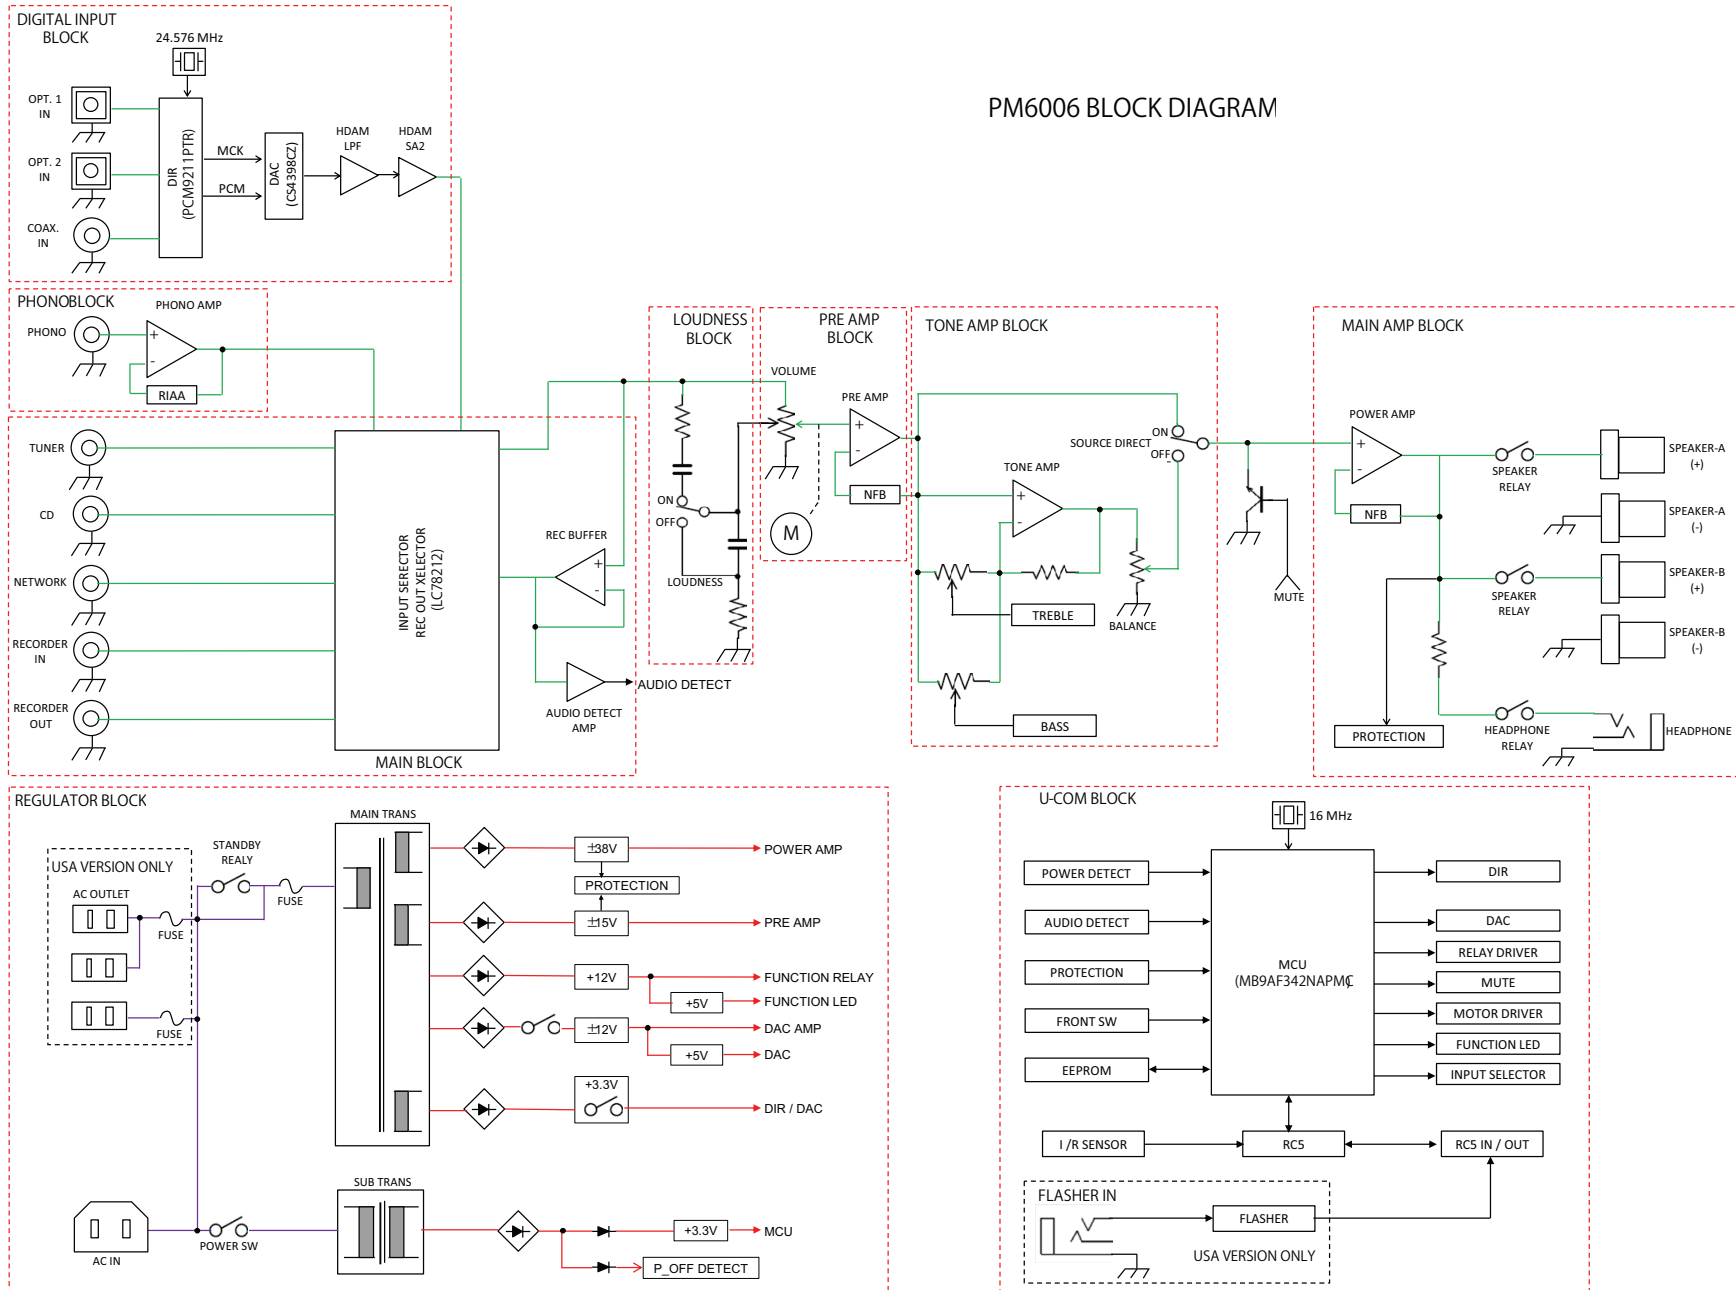 PM6006 BLOCK DIAGRAM
DIGITAL INPUT
BLOCK
24.576 MHz
OPT. 1
IN
OPT. 2
IN
COAX.
IN
DIR
(PCM9211PTR)
MCK
PCM
DAC
(CS4398CZ)
HDAM
LPF
HDAM
SA2
PHONOBLOCK
PHONO AMP
PHONO
+
-
RIAA
TUNER
CD
NETWORK
RECORDER
IN
RECORDER
OUT
INPUT SERECTOR
REC OUT XELECTOR
(LC78212)
REC BUFFER
+
-
AUDIO DETECT
AUDIO DETECT
AMP
MAIN BLOCK
LOUDNESS
BLOCK
ON
OFF
LOUDNESS
PRE AMP
BLOCK
VOLUME
PRE AMP
+
-
NFB
M
TONE AMP BLOCK
SOURCE DIRECT
ON
OFF
-
TONE AMP
+
-
TREBLE
BALANCE
BASS
MUTE
MAIN AMP BLOCK
POWER AMP
+
-
NFB
SPEAKER
RELAY
SPEAKER-A
(+)
SPEAKER-A
(-)
SPEAKER
RELAY
SPEAKER-B
(+)
SPEAKER-B
(-)
PROTECTION
HEADPHONE
RELAY
HEADPHONE
REGULATOR BLOCK
USA VERSION ONLY
AC OUTLET
FUSE
FUSE
STANDBY
REALY
FUSE
MAIN TRANS
±38V
POWER AMP
PROTECTION
±15V
PRE AMP
+12V
FUNCTION RELAY
+5V
FUNCTION LED
±12V
DAC AMP
+5V
DAC
+3.3V
DIR / DAC
AC IN
POWER SW
SUB TRANS
+3.3V
MCU
P_OFF DETECT
U-COM BLOCK
16 MHz
POWER DETECT
AUDIO DETECT
PROTECTION
FRONT SW
EEPROM
MCU
(MB9AF342NAPMC
DIR
DAC
RELAY DRIVER
MUTE
MOTOR DRIVER
FUNCTION LED
INPUT SELECTOR
I /R SENSOR
RC5
RC5 IN / OUT
FLASHER IN
FLASHER
USA VERSION ONLY